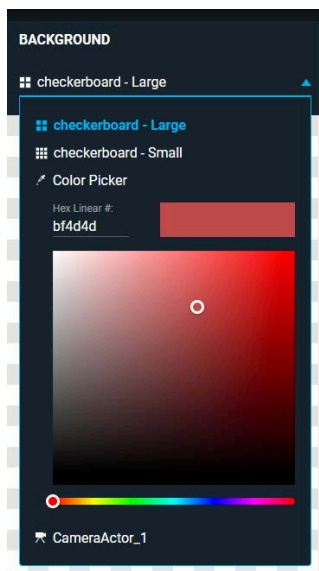 BACKGROUND
checkerboard - Large
checkerboard - Large
checkerboard - Small
Color Picker
Hex Linear #:
bf4d4d
CameraActor_1